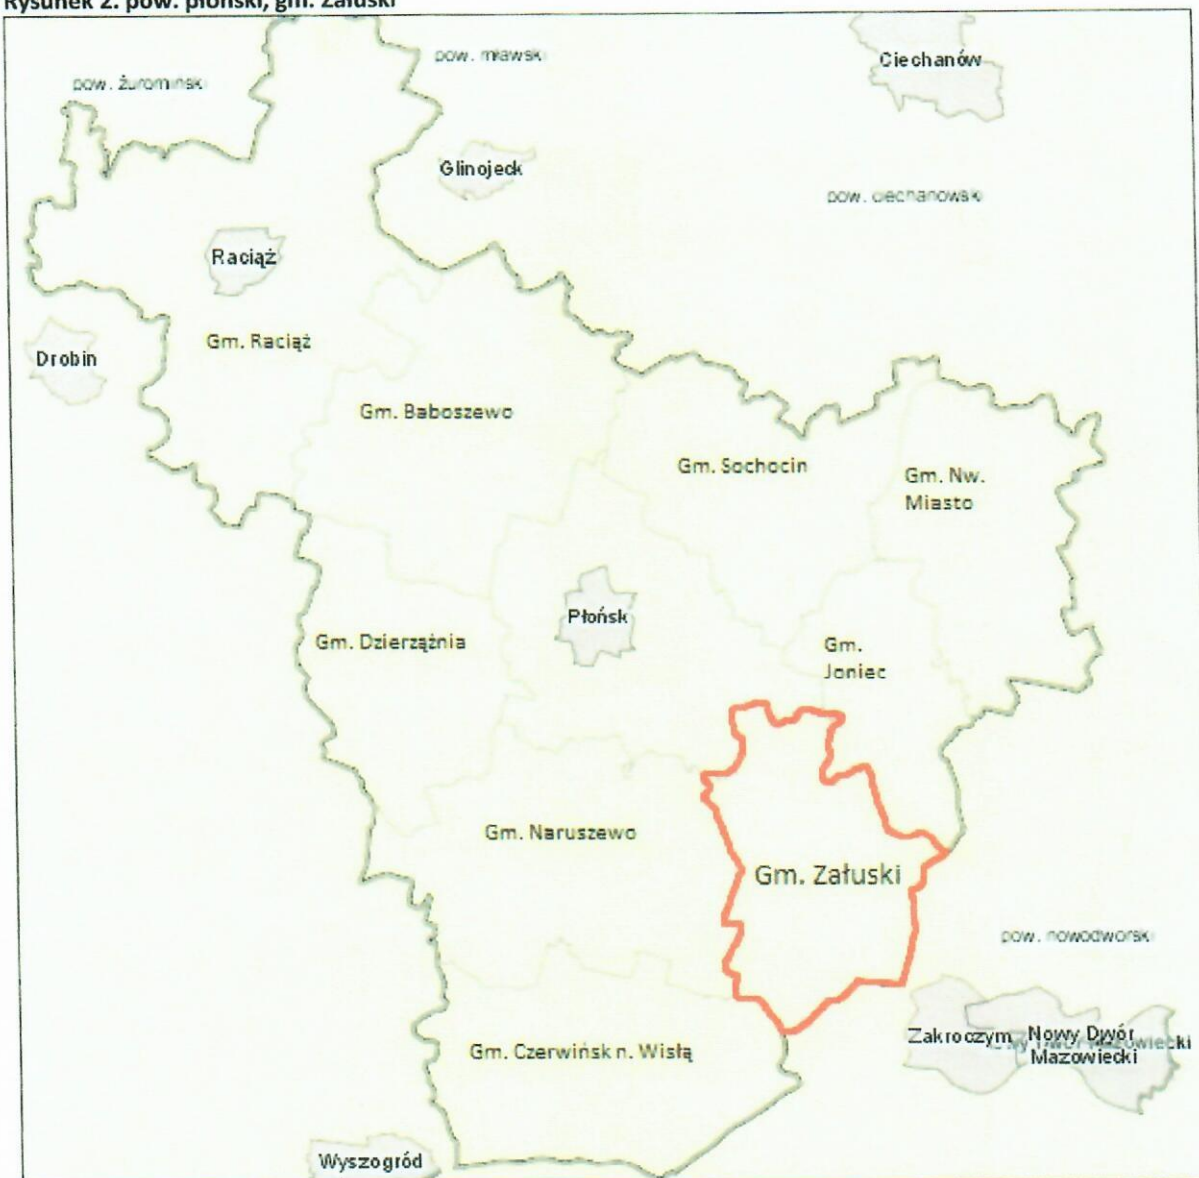 Rysunek 2. pow. płoński, gm. Załuski
pow. mławski
Ciechanów
pow. żuromiński
Glinojeck
pow. ciechanowski
Raciąż
Gm. Raciąż
Drobin
Gm. Baboszewo
Gm. Sochocin
Gm. Nw.
Miasto
Płońsk
Gm. Dzierzążnia
Gm.
Joniec
Gm. Naruszewo
Gm. Załuski
pow. nowodworski
Zakroczym
Nowy Dwór
Mazowiecki
Gm. Czerwińsk n. Wisłą
Wyszogród